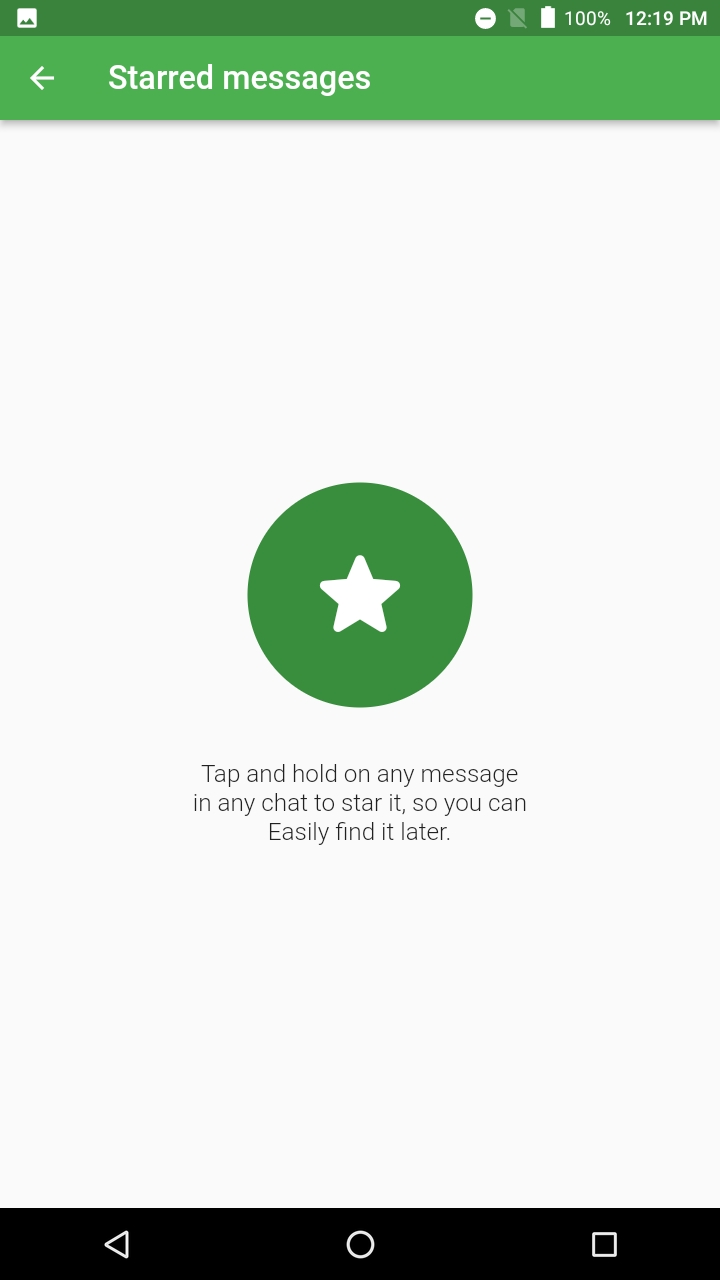 100% 12:19 PM
Starred messages
Tap and hold on any message
in any chat to star it, so you can
Easily find it later.